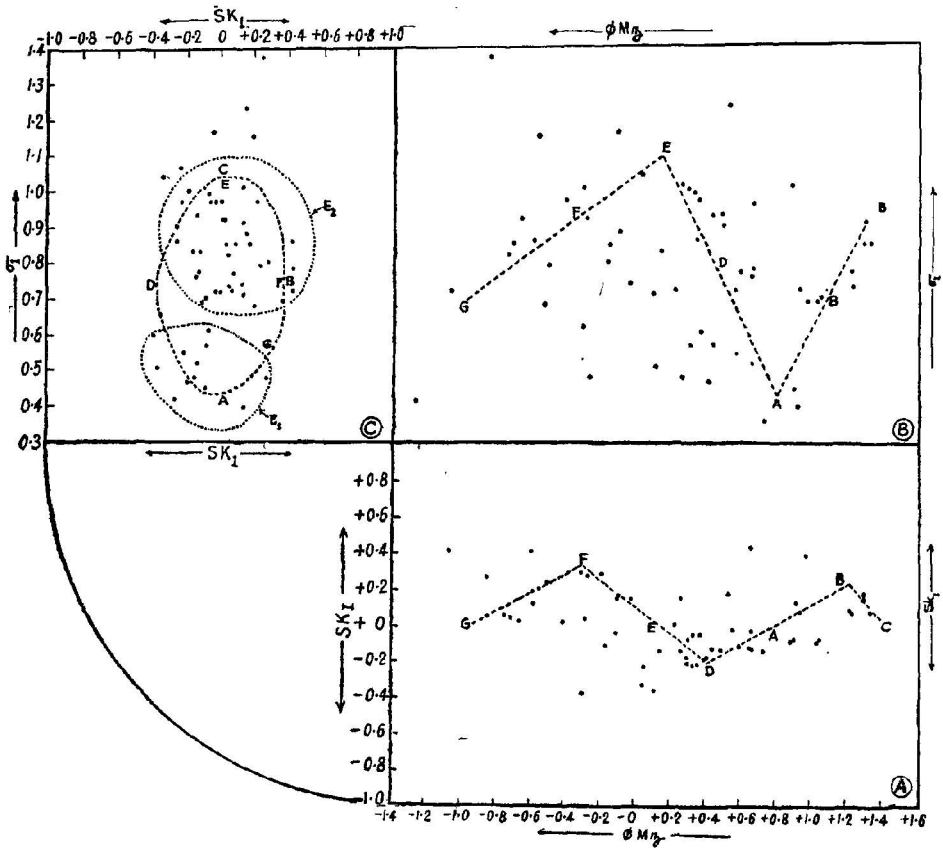 SK₁
-1.0 -0.8 -0.6 -0.4 -0.2 0 +0.2 +0.4 +0.6 +0.8 +1.0
ϕMz
1.4
1.3
1.2
1.1
1.0
0.9
0.8
0.7
0.6
0.5
0.4
0.3
σ₁
C
E
E₂
D
F B
G
A
E₁
Ⓒ
SK₁
E
F
B
D
G
B
A
σ₁
Ⓑ
+0.8
+0.6
+0.4
+0.2
+0
-0.2
-0.4
-0.6
-0.8
-1.0
SK₁
F
B
G
E
A
C
D
SK₁
Ⓐ
-1.4 -1.2 -1.0 -0.8 -0.6 -0.4 -0.2 -0 +0.2 +0.4 +0.6 +0.8 +1.0 +1.2 +1.4 +1.6
ϕMz